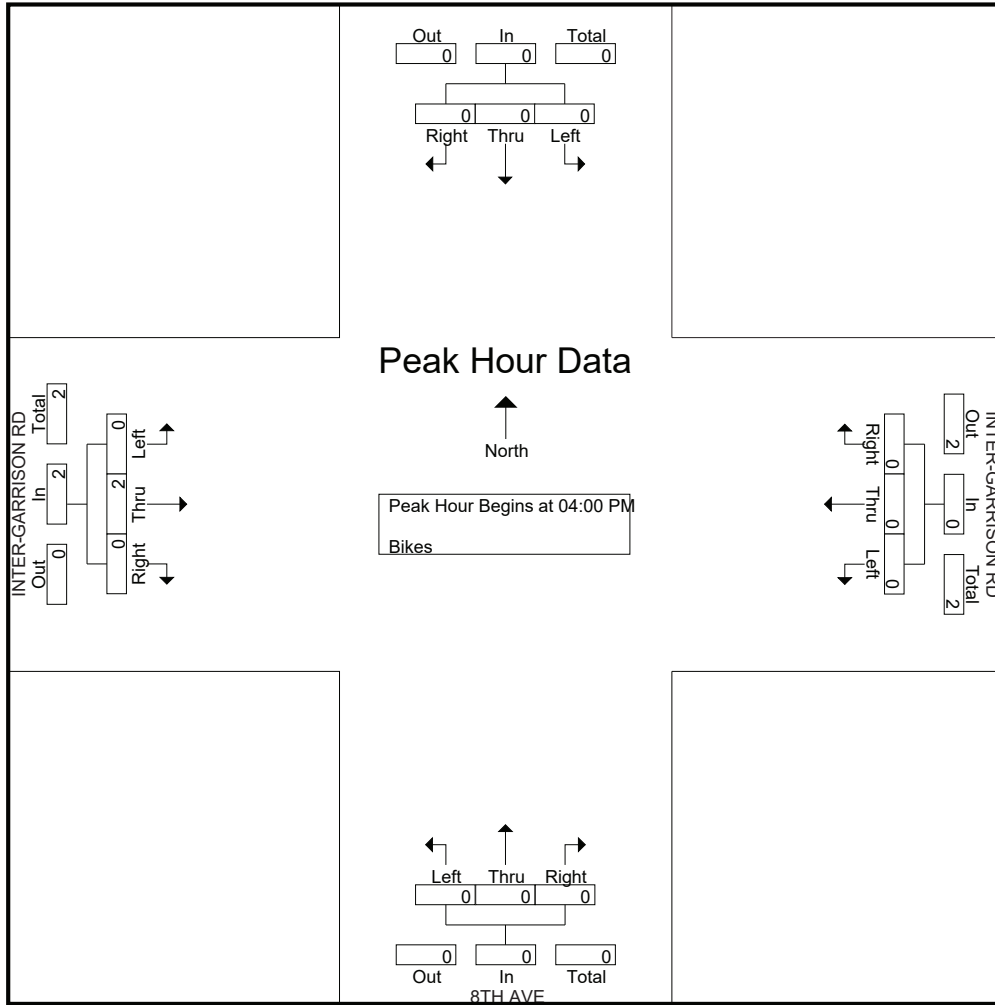 Out In Total
0 0 0
0 0 0
Right Thru Left
Peak Hour Data
North
Peak Hour Begins at 04:00 PM
Bikes
INTER-GARRISON RD
Total In Out
2 2 0
0 2 0
Left Thru Right
Right Thru Left
0 0 0
Out In Total
2 0 2
INTER-GARRISON RD
Left Thru Right
0 0 0
0 0 0
Out In Total
8TH AVE